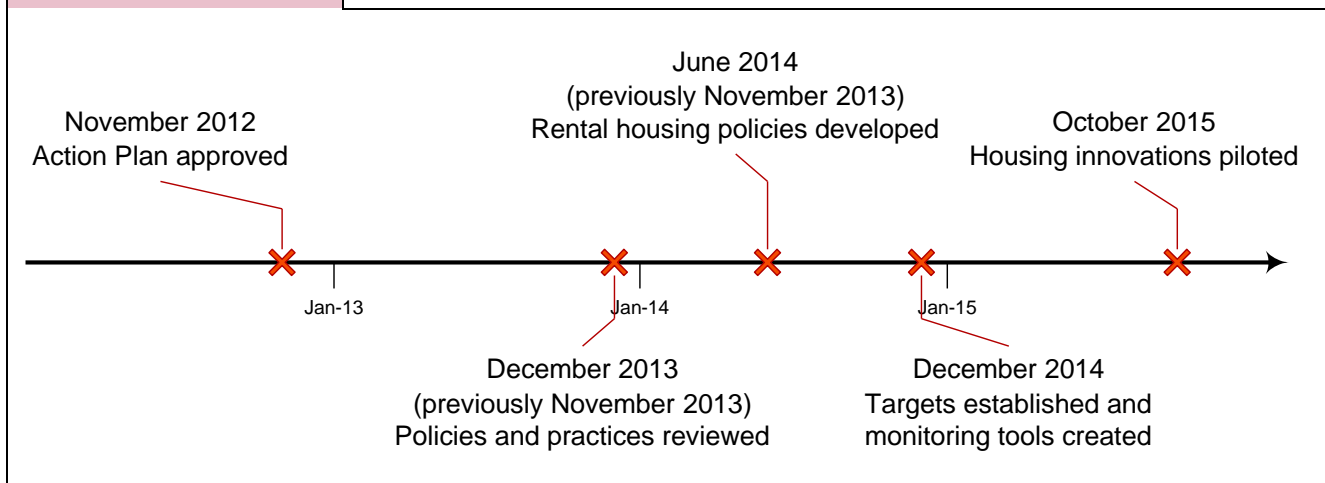 November 2012
Action Plan approved
June 2014
(previously November 2013)
Rental housing policies developed
October 2015
Housing innovations piloted
Jan-13
Jan-14
Jan-15
December 2013
(previously November 2013)
Policies and practices reviewed
December 2014
Targets established and
monitoring tools created